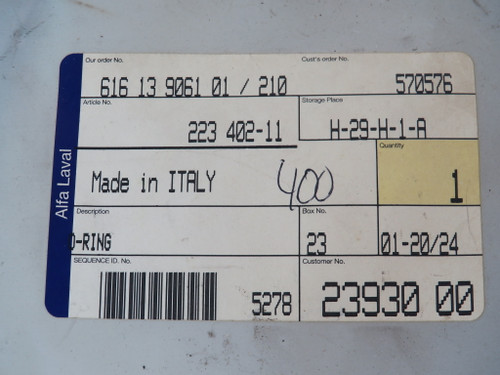 Our order No.
Cust's order No.
616 13 9061 01 / 210
570576
Article No.
Storage Place
223 402-11
H-29-H-1-A
Quantity
Made in ITALY
400
1
Alfa Laval
Description
Box No.
O-RING
23
01-20/24
SEQUENCE ID. No.
Customer No.
5278
23930 00